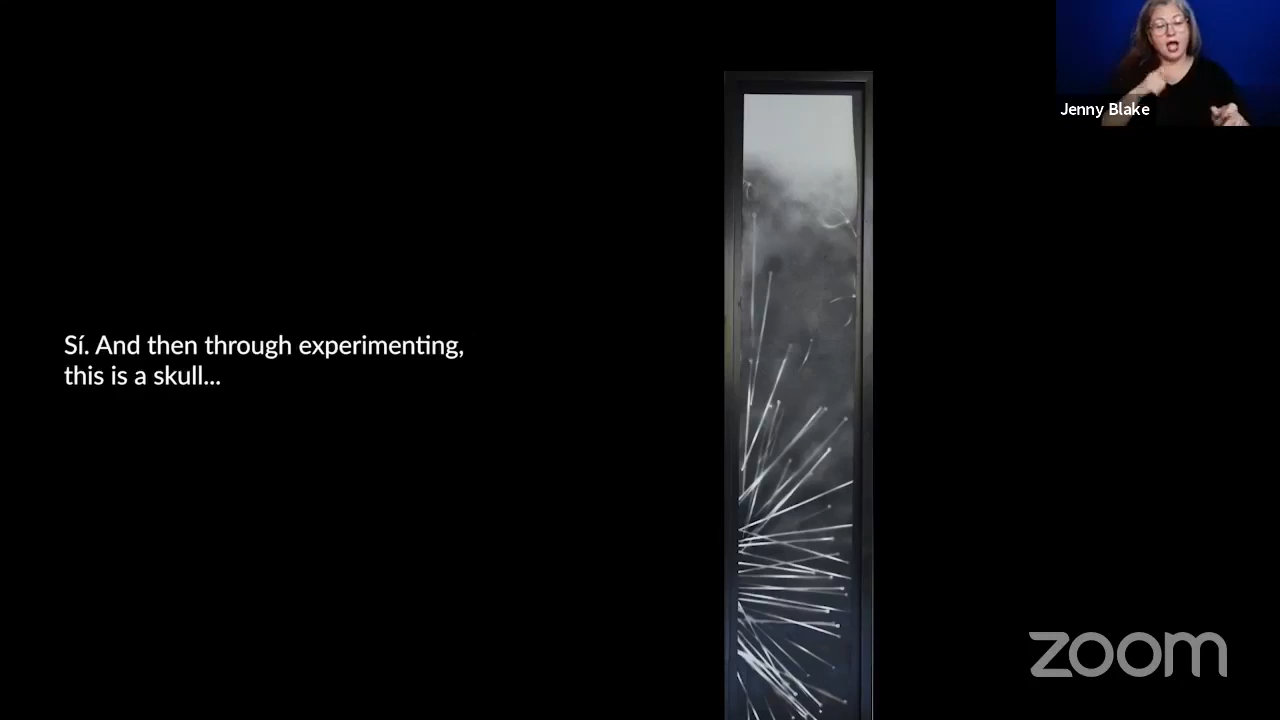 Jenny Blake
Sí. And then through experimenting,
this is a skull...
zoom